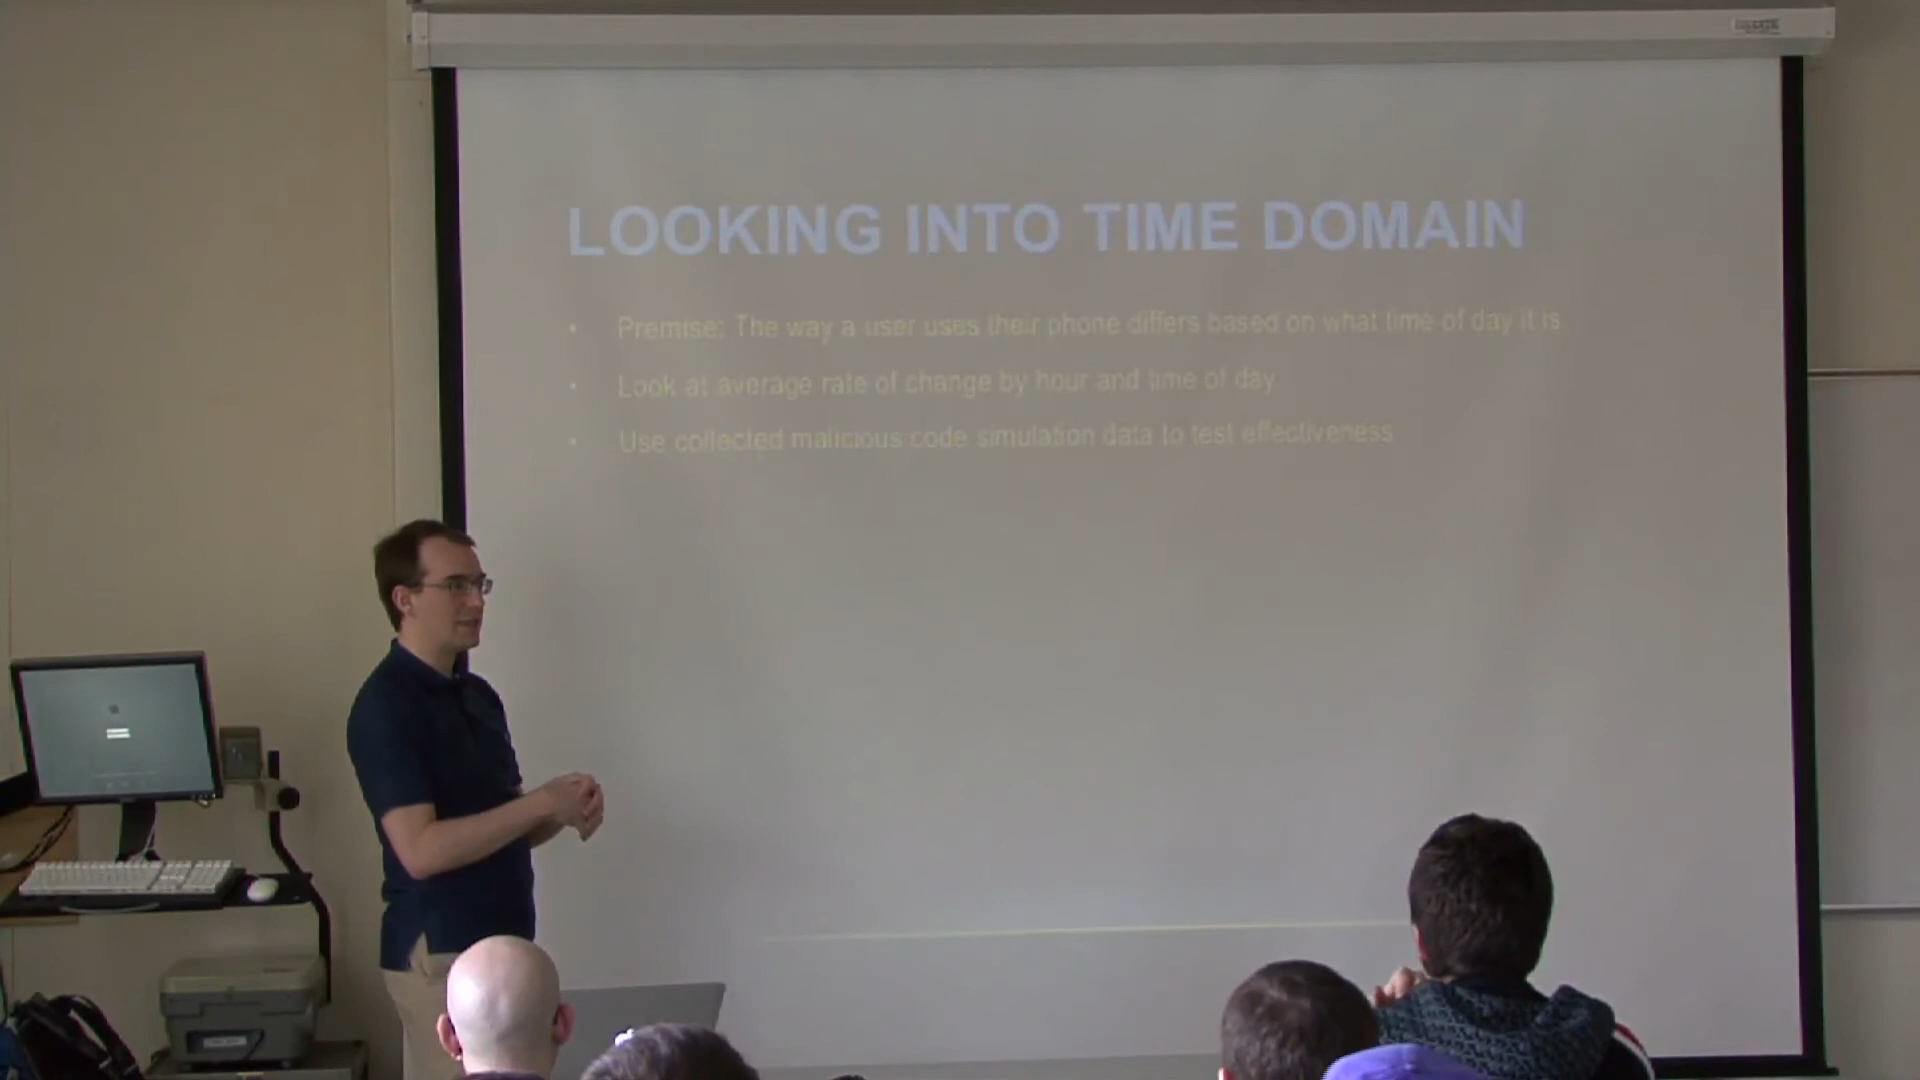 LOOKING INTO TIME DOMAIN
• Premise: The way a user uses their phone differs based on what time of day it is
• Look at average rate of change by hour and time of day
• Use collected malicious code simulation data to test effectiveness